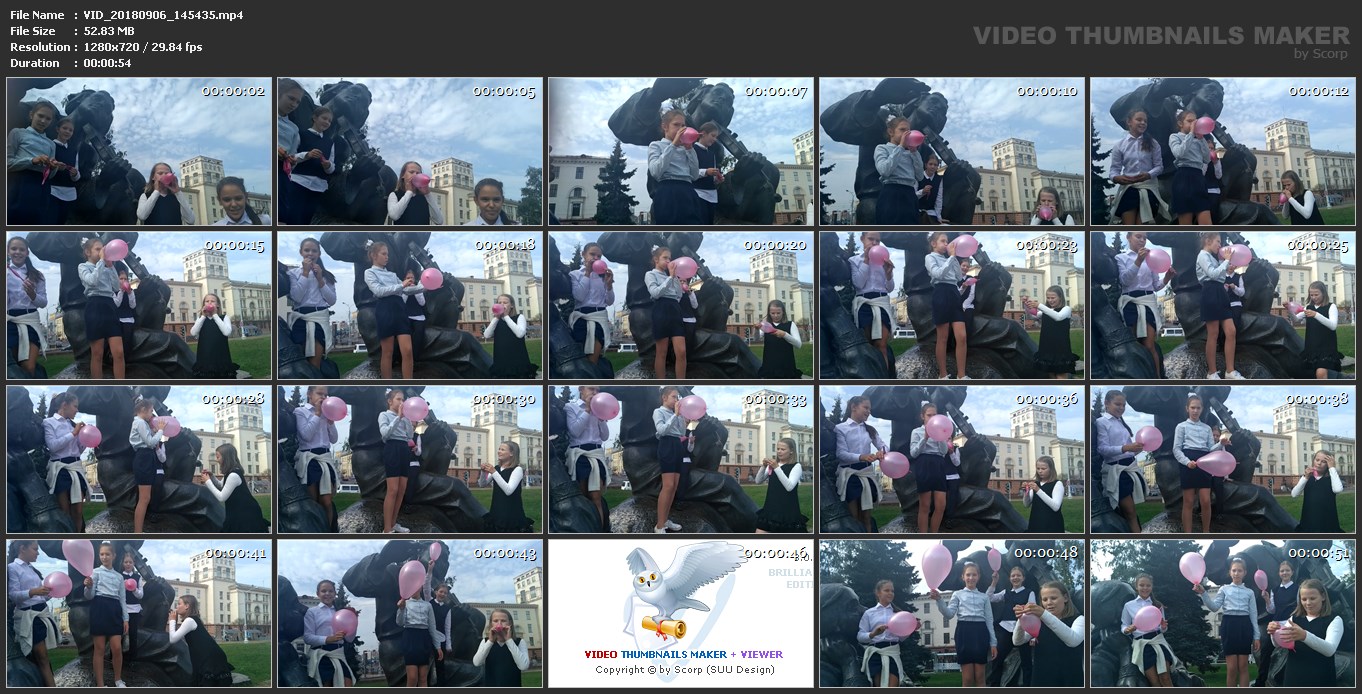 File Name : VID_20180906_145435.mp4
File Size : 52.83 MB
Resolution : 1280x720 / 29.84 fps
Duration : 00:00:54
VIDEO THUMBNAILS MAKER
by Scorp
00:00:02
00:00:05
00:00:07
00:00:10
00:00:12
00:00:15
00:00:18
00:00:20
00:00:23
00:00:25
00:00:28
00:00:30
00:00:33
00:00:36
00:00:38
00:00:41
00:00:43
00:00:46
BRILLIA
EDIT
VIDEO THUMBNAILS MAKER + VIEWER
Copyright © by Scorp (SUU Design)
00:00:48
00:00:51